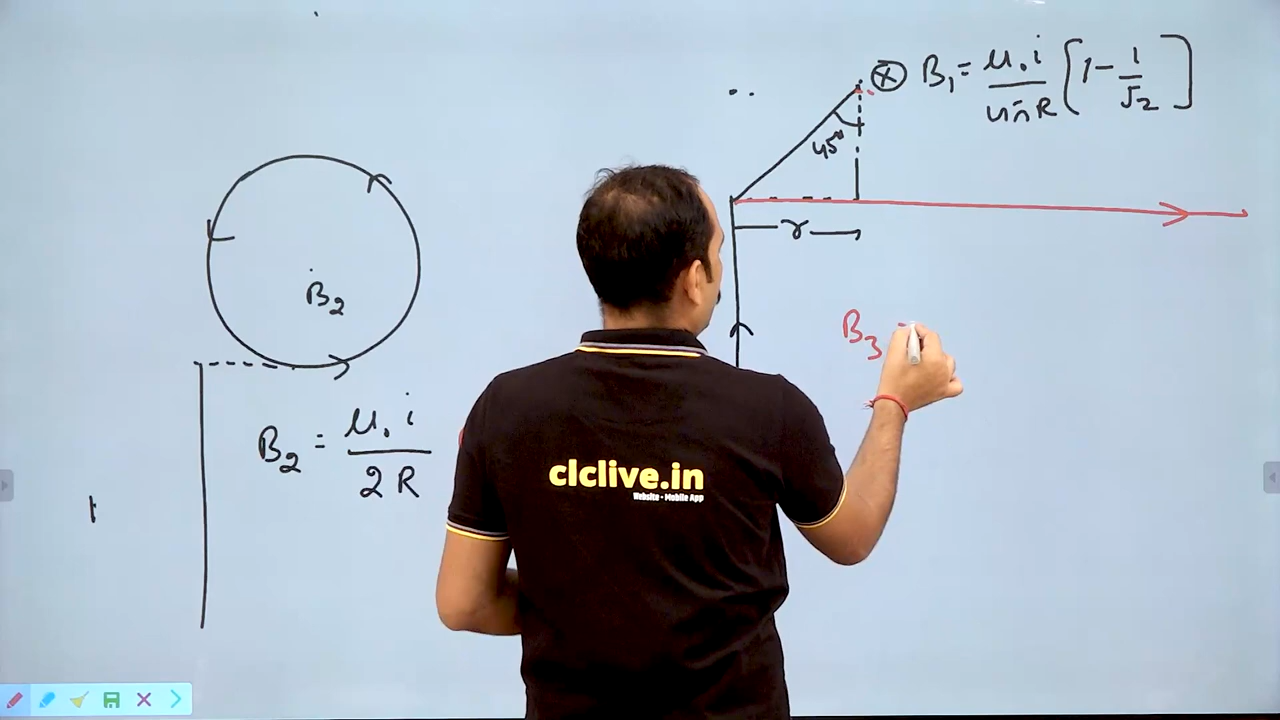 ⊗ B₁ = μ₀i / 4πR [1 - 1/√2]
45°
r
B₂
B₃
B₂ = μ₀i / 2R
clclive.in
Website • Mobile App